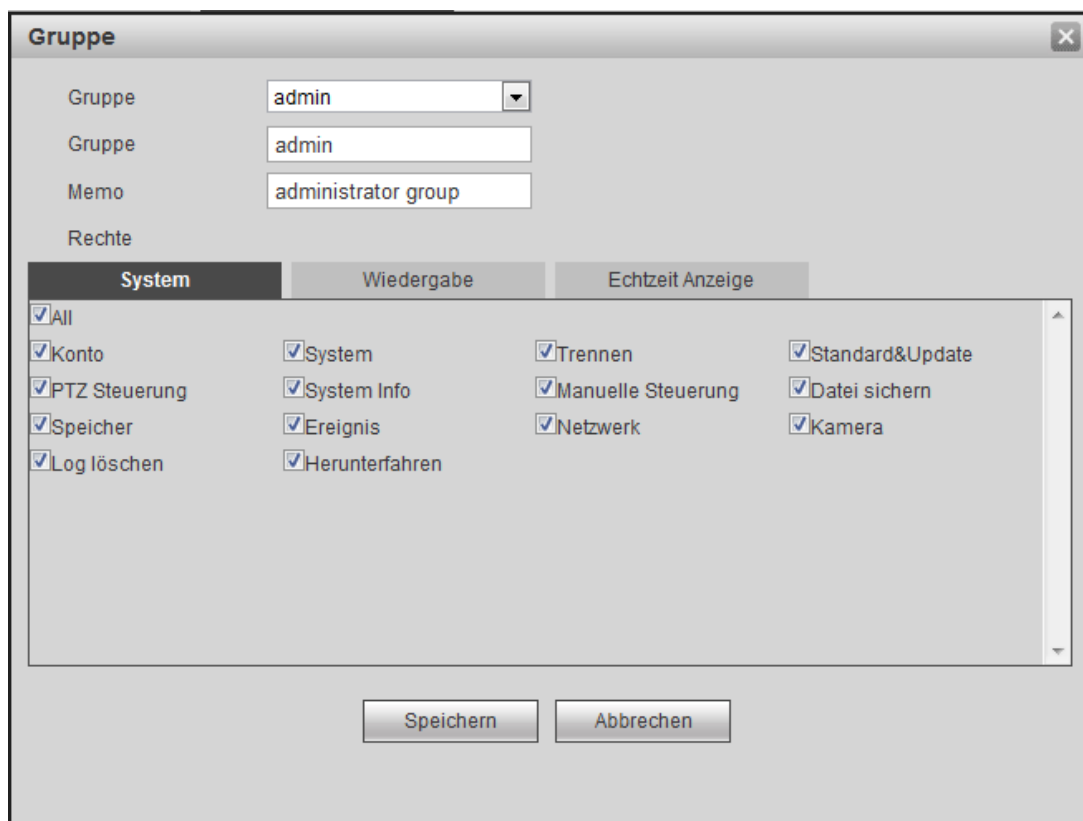 Gruppe
Gruppe admin
Gruppe admin
Memo administrator group
Rechte
System Wiedergabe Echtzeit Anzeige
All
Konto System Trennen Standard&Update
PTZ Steuerung System Info Manuelle Steuerung Datei sichern
Speicher Ereignis Netzwerk Kamera
Log löschen Herunterfahren
Speichern Abbrechen